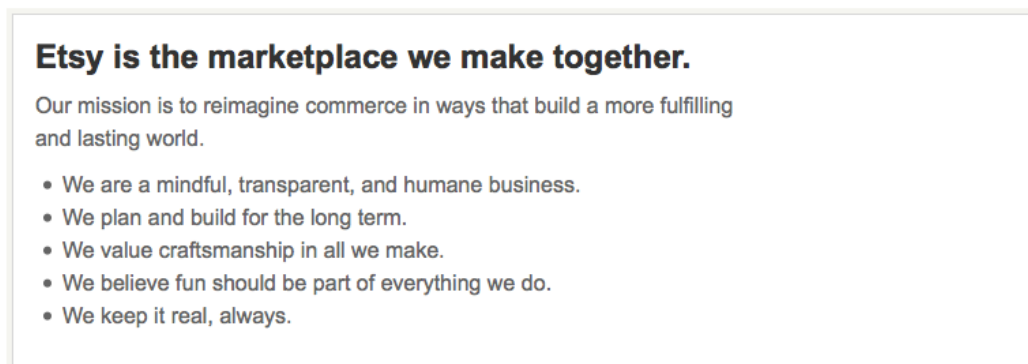 Etsy is the marketplace we make together.
Our mission is to reimagine commerce in ways that build a more fulfilling
and lasting world.
• We are a mindful, transparent, and humane business.
• We plan and build for the long term.
• We value craftsmanship in all we make.
• We believe fun should be part of everything we do.
• We keep it real, always.